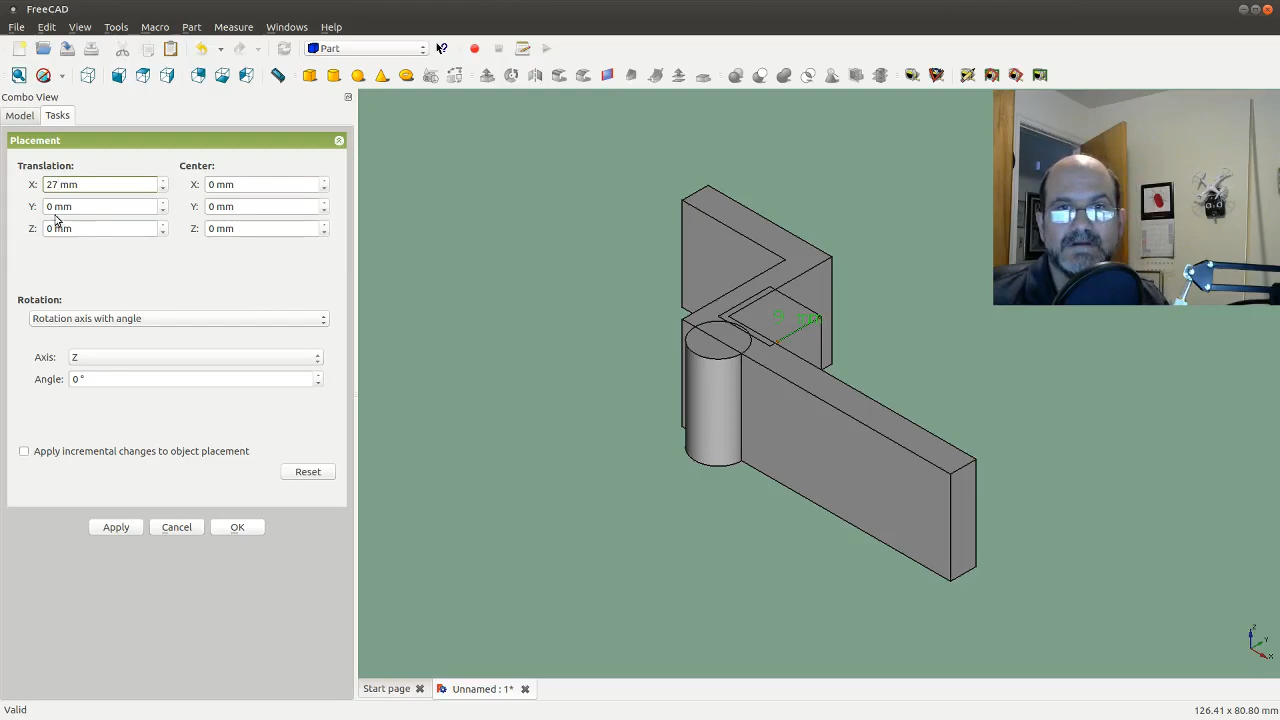 FreeCAD
File Edit View Tools Macro Part Measure Windows Help
Part
Combo View
Model Tasks
Placement
Translation: Center:
X: 27 mm X: 0 mm
Y: 0 mm Y: 0 mm
Z: 0 mm Z: 0 mm
Rotation:
Rotation axis with angle
Axis: Z
Angle: 0 °
Apply incremental changes to object placement
Reset
Apply Cancel OK
Z
Y
X
Start page Unnamed : 1*
Valid 126.41 x 80.80 mm